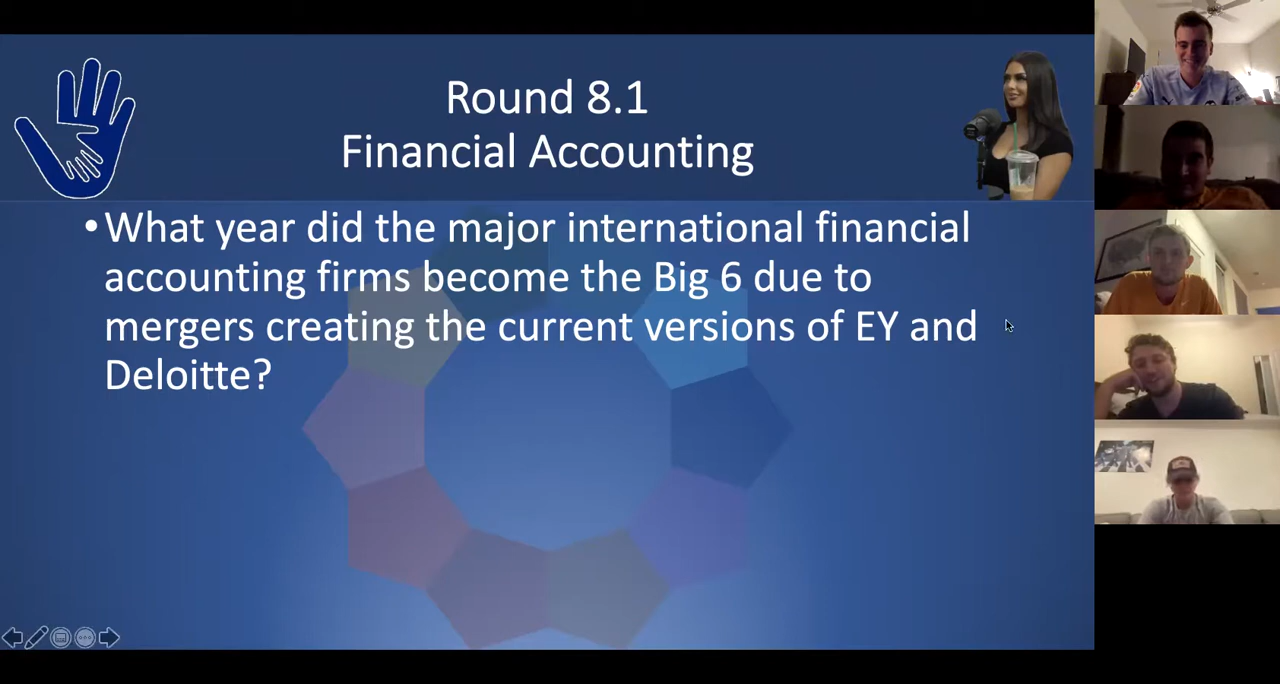 Round 8.1
Financial Accounting
•What year did the major international financial
accounting firms become the Big 6 due to
mergers creating the current versions of EY and
Deloitte?